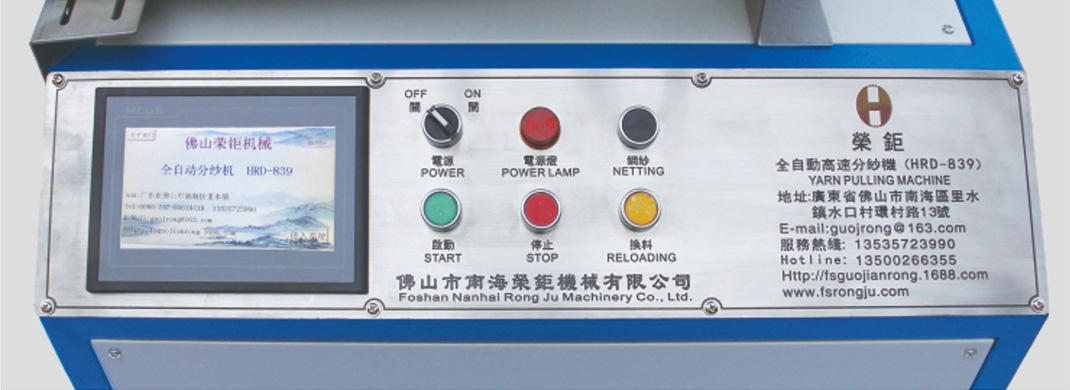 佛山荣钜机械
全自动分纱机 HRD-839
13535723990
OFF ON
關 開
電源
POWER
電源燈
POWER LAMP
網紗
NETTING
啟動
START
停止
STOP
換料
RELOADING
佛山市南海榮鉅機械有限公司
Foshan Nanhai Rong Ju Machinery Co., Ltd.
H
榮鉅
全自動高速分紗機（HRD-839）
YARN PULLING MACHINE
地址:廣東省佛山市南海區里水
鎮水口村環村路13號
E-mail:guojrong@163.com
服務熱綫: 13535723990
Hotline: 13500266355
Http://fsguojianrong.1688.com
www.fsrongju.com